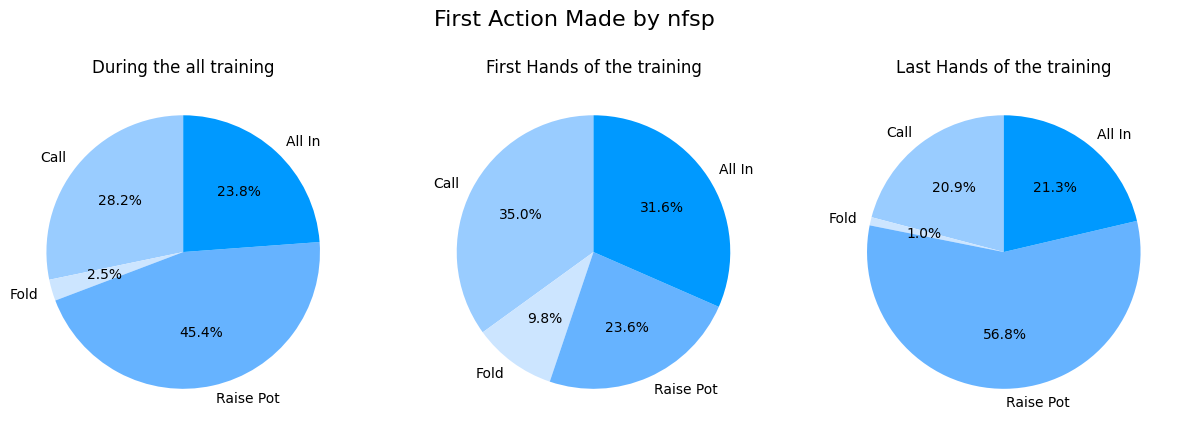 First Action Made by nfsp
During the all training
Call
28.2%
All In
23.8%
Fold
2.5%
45.4%
Raise Pot
First Hands of the training
Call
35.0%
All In
31.6%
Fold
9.8%
23.6%
Raise Pot
Last Hands of the training
Call
20.9%
All In
21.3%
Fold
1.0%
56.8%
Raise Pot